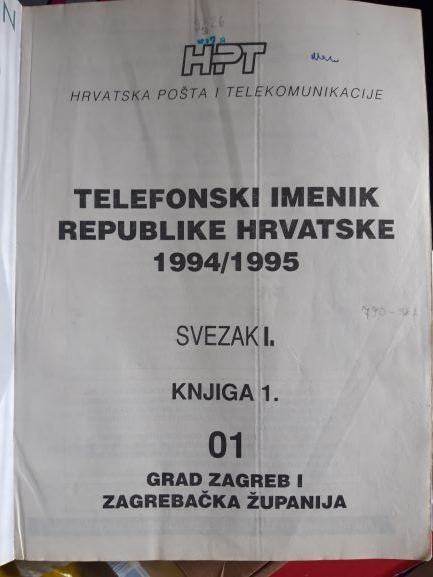 N
HPT
HRVATSKA POŠTA I TELEKOMUNIKACIJE
TELEFONSKI IMENIK
REPUBLIKE HRVATSKE
1994/1995
SVEZAK I.
KNJIGA 1.
01
GRAD ZAGREB I
ZAGREBAČKA ŽUPANIJA